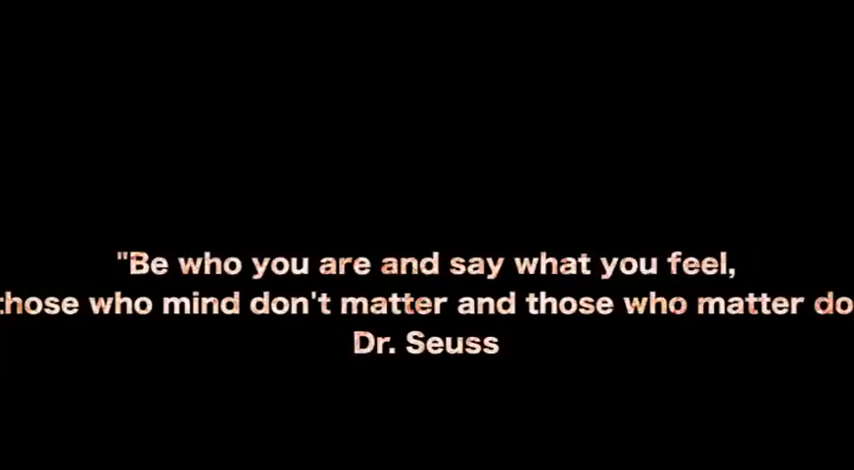 "Be who you are and say what you feel,
those who mind don't matter and those who matter do
Dr. Seuss